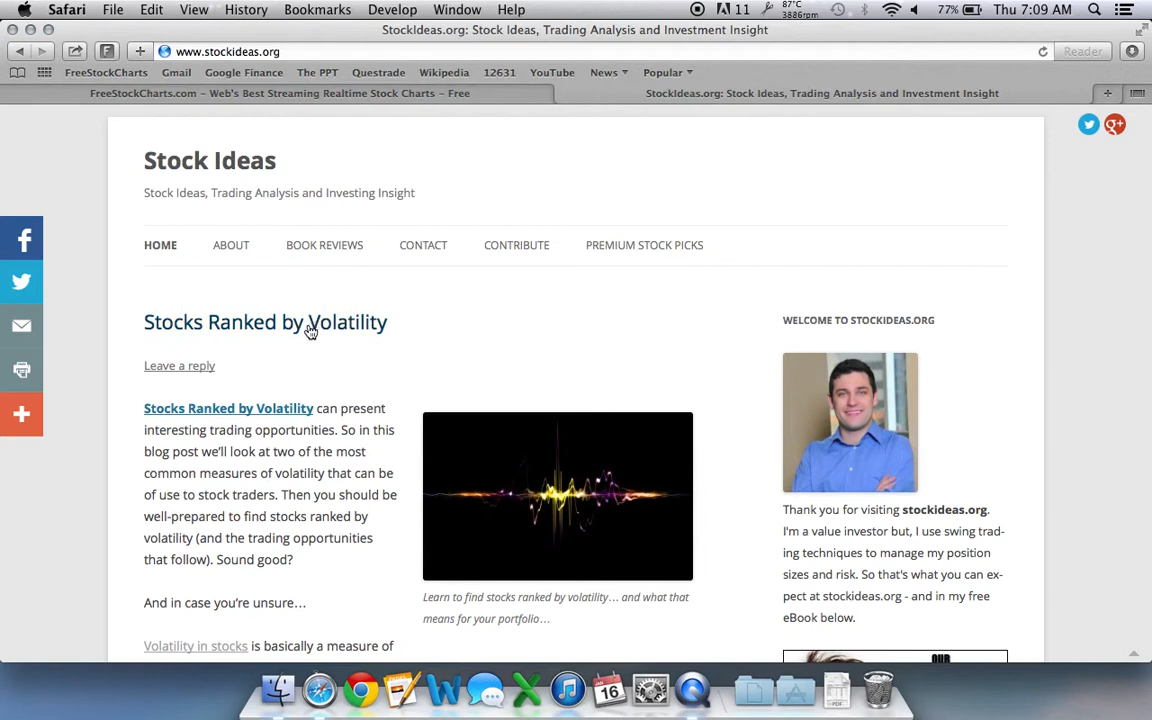 Safari File Edit View History Bookmarks Develop Window Help 11 87°C 3886rpm 77% Thu 7:09 AM
StockIdeas.org: Stock Ideas, Trading Analysis and Investment Insight
www.stockideas.org Reader
FreeStockCharts Gmail Google Finance The PPT Questrade Wikipedia 12631 YouTube News Popular
FreeStockCharts.com – Web's Best Streaming Realtime Stock Charts – Free
StockIdeas.org: Stock Ideas, Trading Analysis and Investment Insight
Stock Ideas
Stock Ideas, Trading Analysis and Investing Insight
HOME ABOUT BOOK REVIEWS CONTACT CONTRIBUTE PREMIUM STOCK PICKS
Stocks Ranked by Volatility
Leave a reply
Stocks Ranked by Volatility can present
interesting trading opportunities. So in this
blog post we'll look at two of the most
common measures of volatility that can be
of use to stock traders. Then you should be
well-prepared to find stocks ranked by
volatility (and the trading opportunities
that follow). Sound good?
And in case you're unsure…
Volatility in stocks is basically a measure of
Learn to find stocks ranked by volatility… and what that
means for your portfolio…
WELCOME TO STOCKIDEAS.ORG
Thank you for visiting stockideas.org.
I'm a value investor but, I use swing trad-
ing techniques to manage my position
sizes and risk. So that's what you can ex-
pect at stockideas.org - and in my free
eBook below.
OUR
JAN
16
PDF